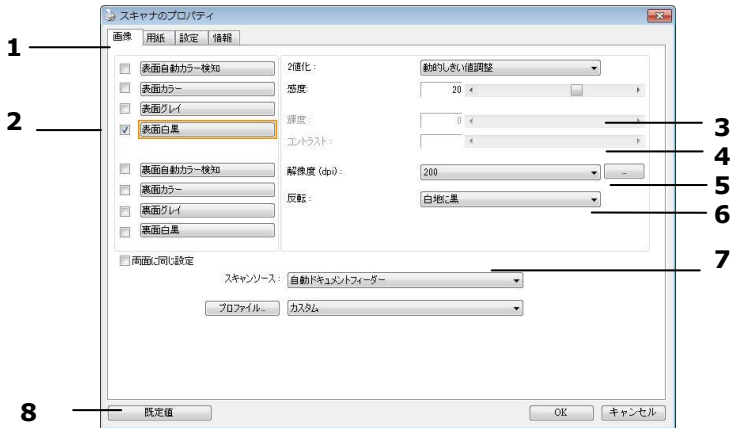 スキャナのプロパティ
画像 用紙 設定 情報
1
表面自動カラー検知
2値化： 動的しきい値調整
表面カラー
感度: 20
表面グレイ
輝度： 0
3
2
表面白黒
コントラスト：
4
裏面自動カラー検知
解像度 (dpi)： 200 ...
5
裏面カラー
反転： 白地に黒
6
裏面グレイ
裏面白黒
両面に同じ設定
7
スキャンソース： 自動ドキュメントフィーダー
プロファイル... カスタム
8
既定値 OK キャンセル